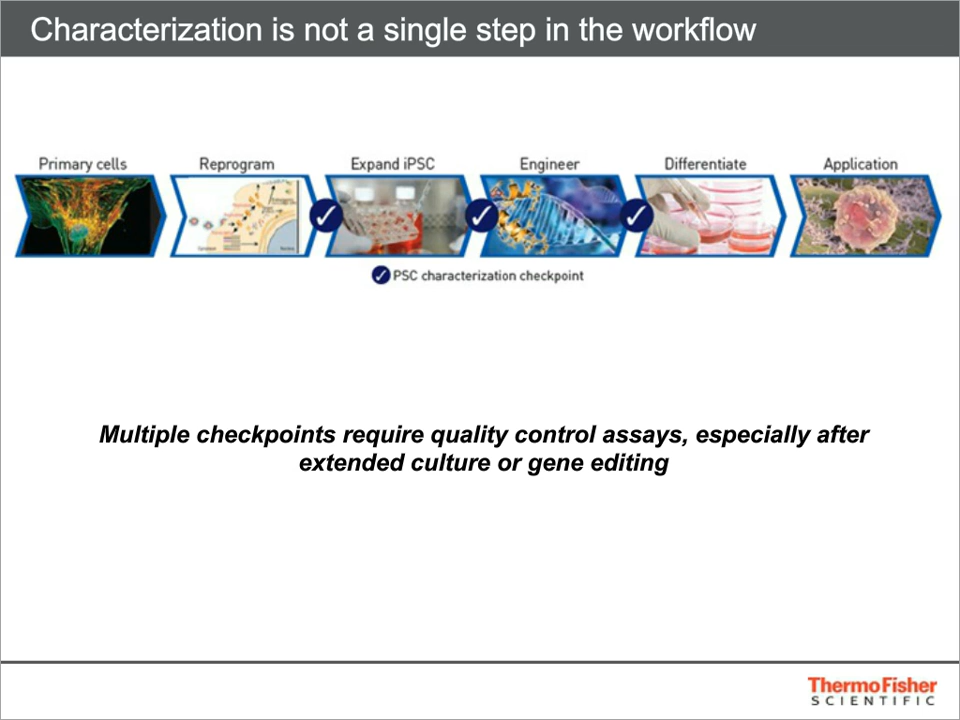 Characterization is not a single step in the workflow
Primary cells
Reprogram
Expand iPSC
Engineer
Differentiate
Application
PSC characterization checkpoint
Multiple checkpoints require quality control assays, especially after
extended culture or gene editing
ThermoFisher
SCIENTIFIC